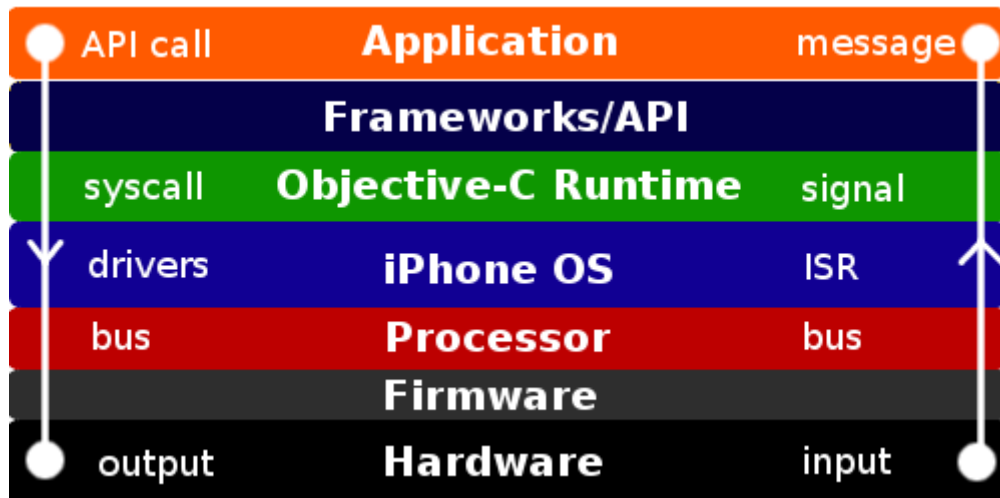 API call Application message
Frameworks/API
syscall Objective-C Runtime signal
drivers iPhone OS ISR
bus Processor bus
Firmware
output Hardware input